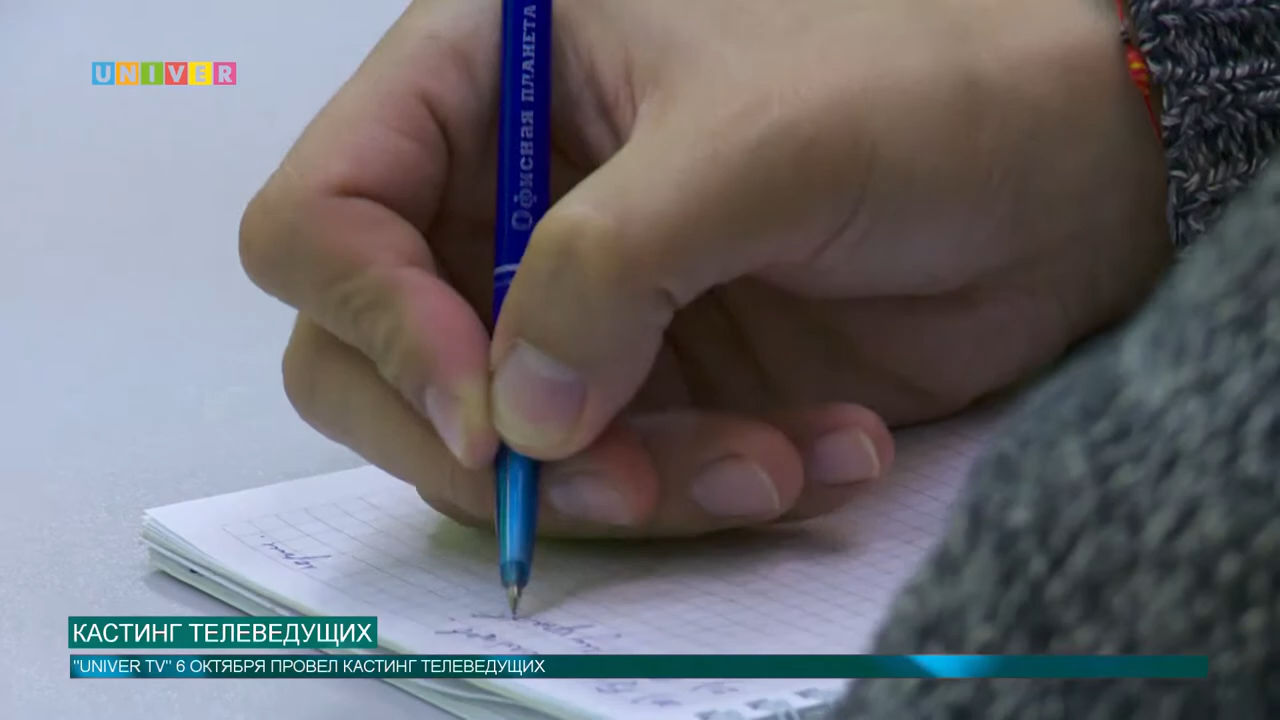 UNIVER
Офисная планета
КАСТИНГ ТЕЛЕВЕДУЩИХ
"UNIVER TV" 6 ОКТЯБРЯ ПРОВЕЛ КАСТИНГ ТЕЛЕВЕДУЩИХ